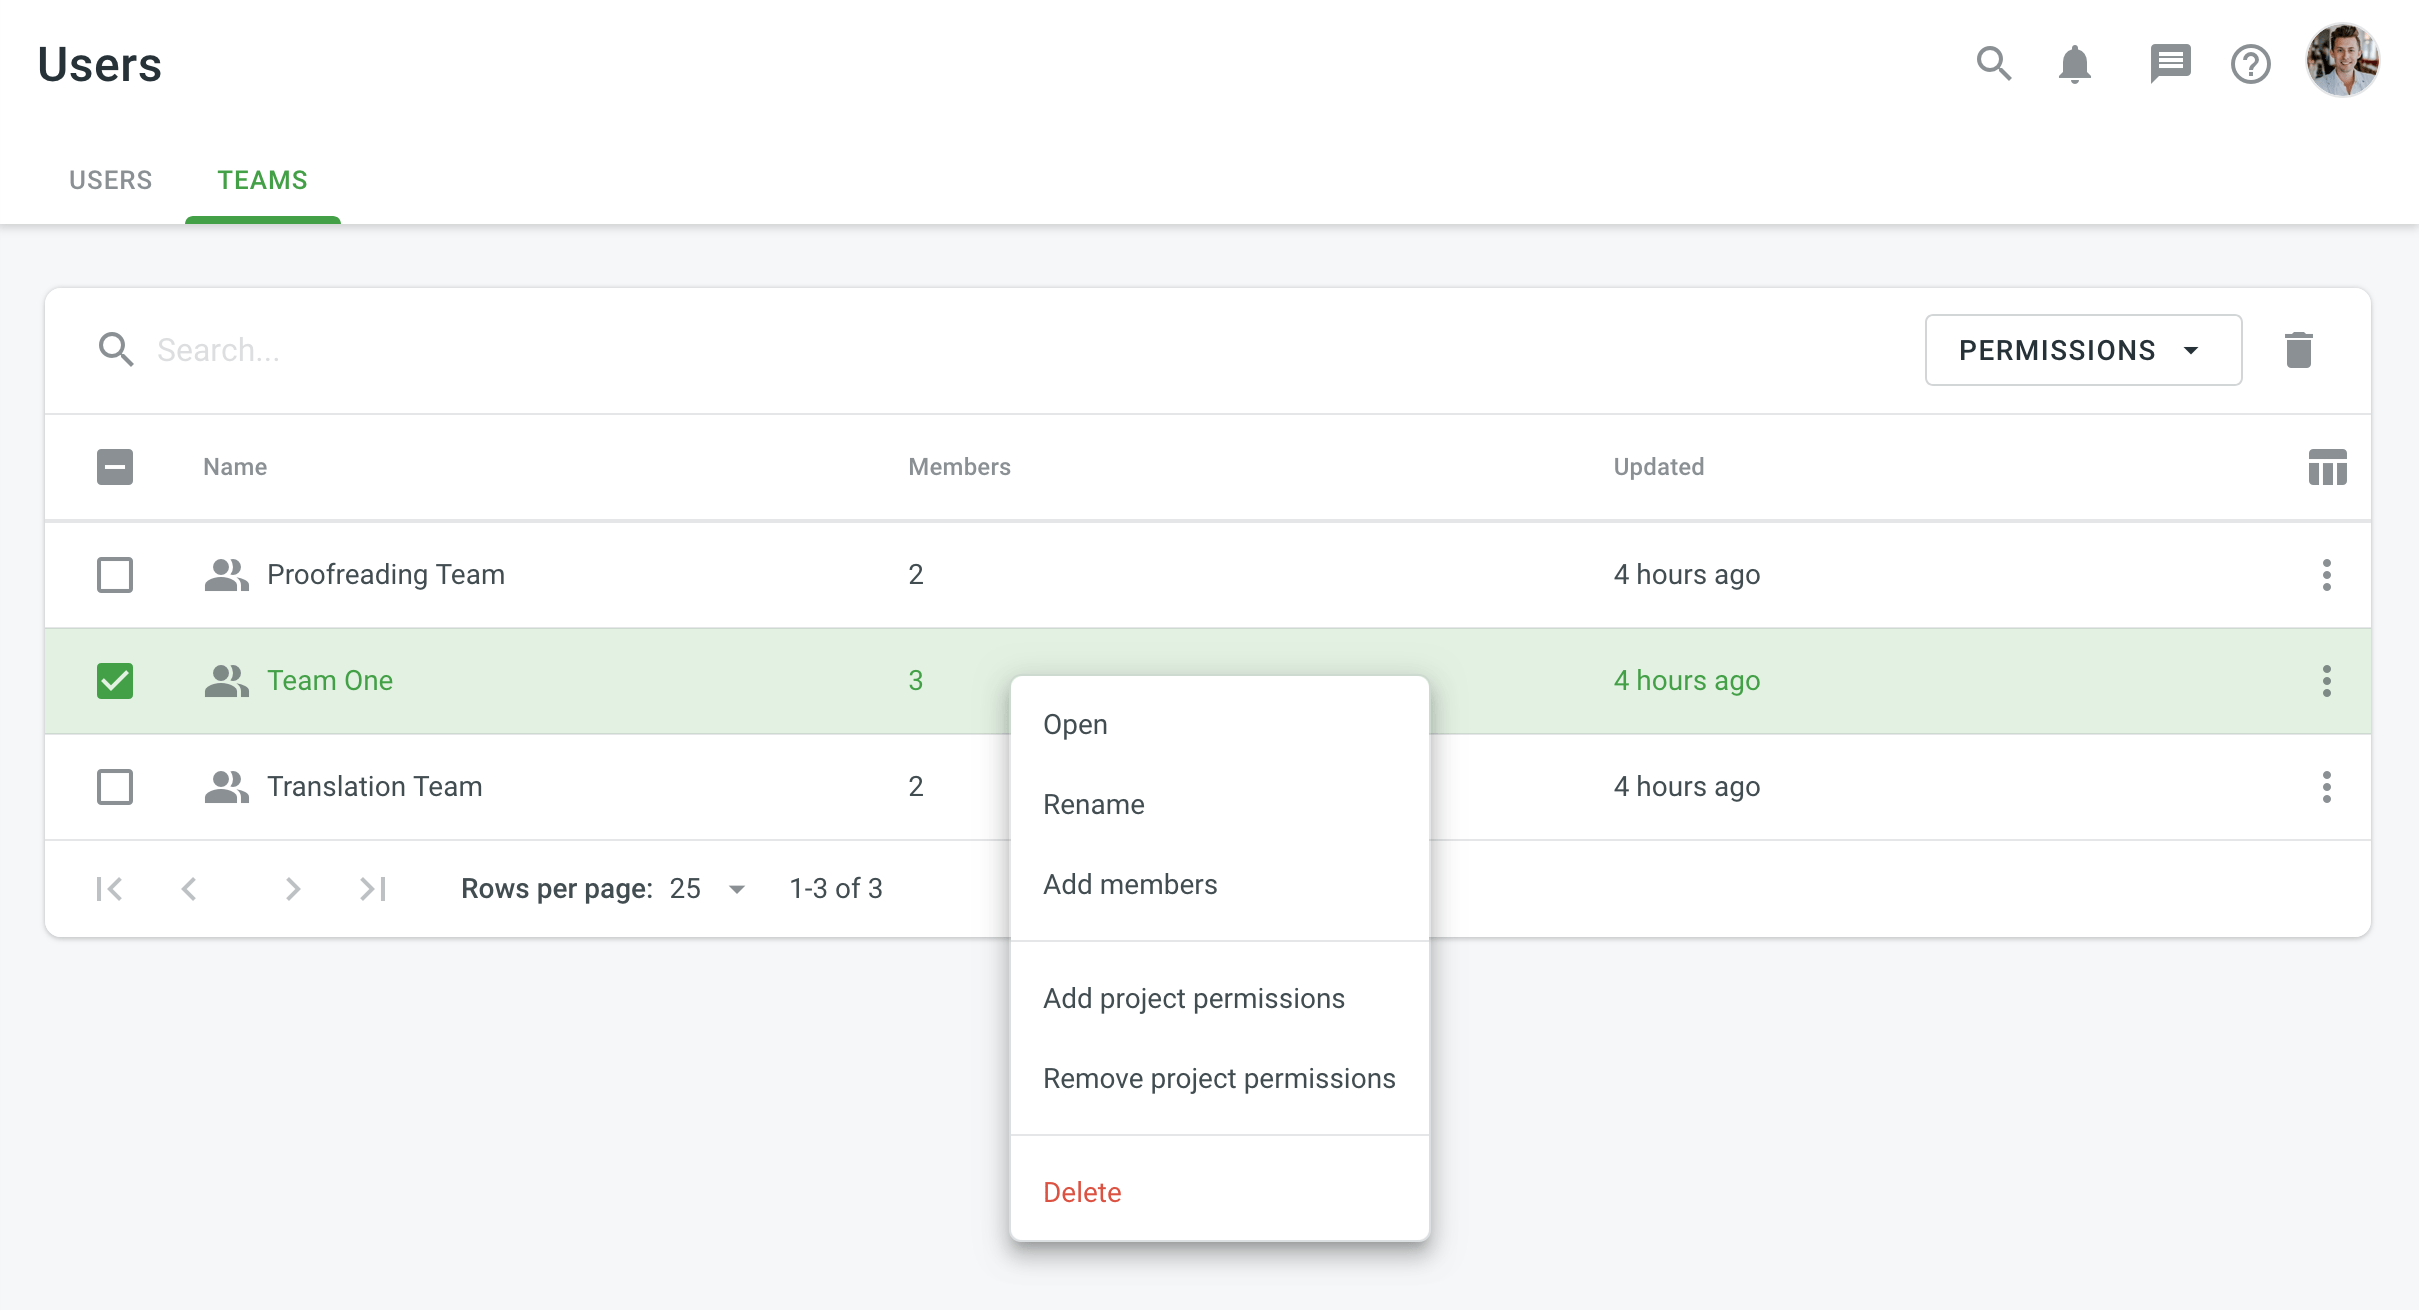 Users
USERS TEAMS
Search... PERMISSIONS
Name Members Updated
Proofreading Team 2 4 hours ago
Team One 3 4 hours ago
Translation Team 2 4 hours ago
Rows per page: 25 1-3 of 3
Open
Rename
Add members
Add project permissions
Remove project permissions
Delete